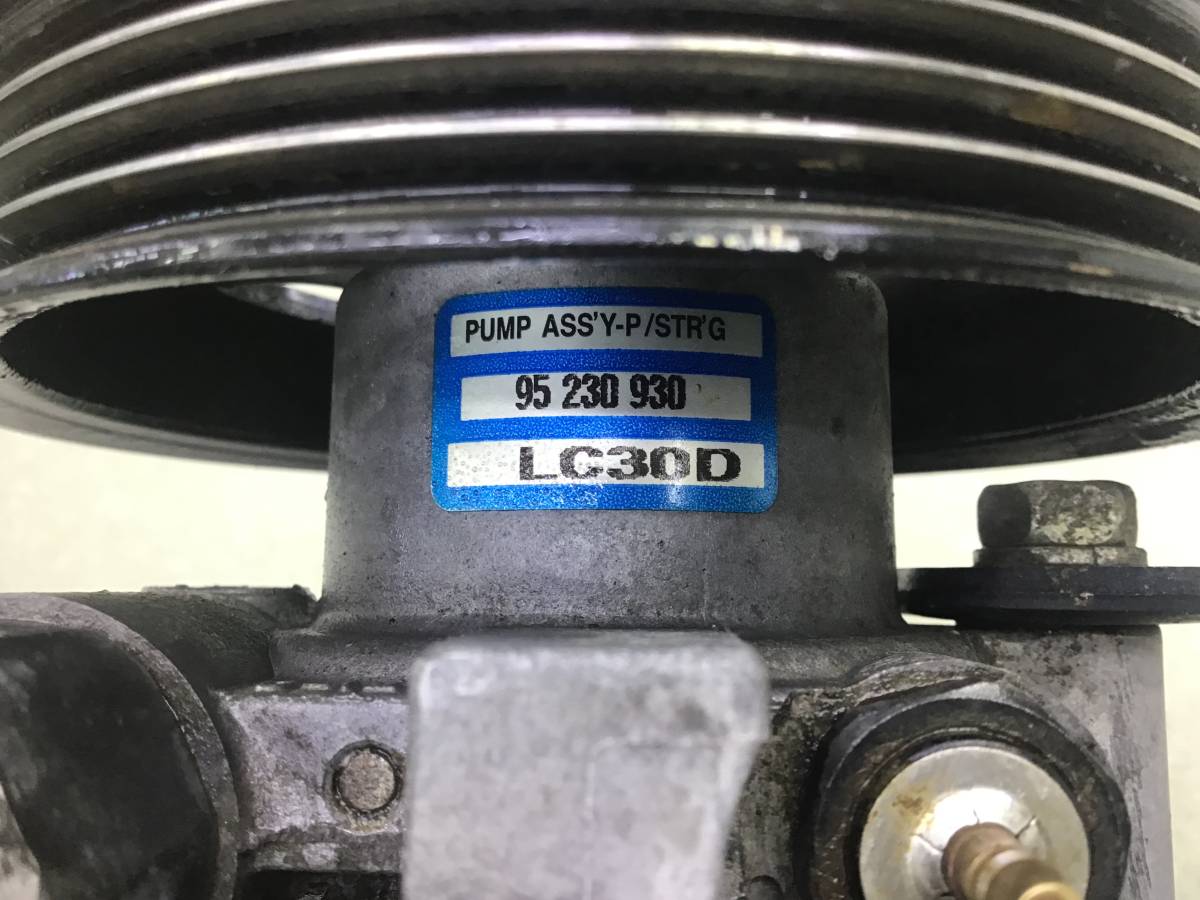 PUMP ASS'Y-P/STR'G
95 230 930
LC30D